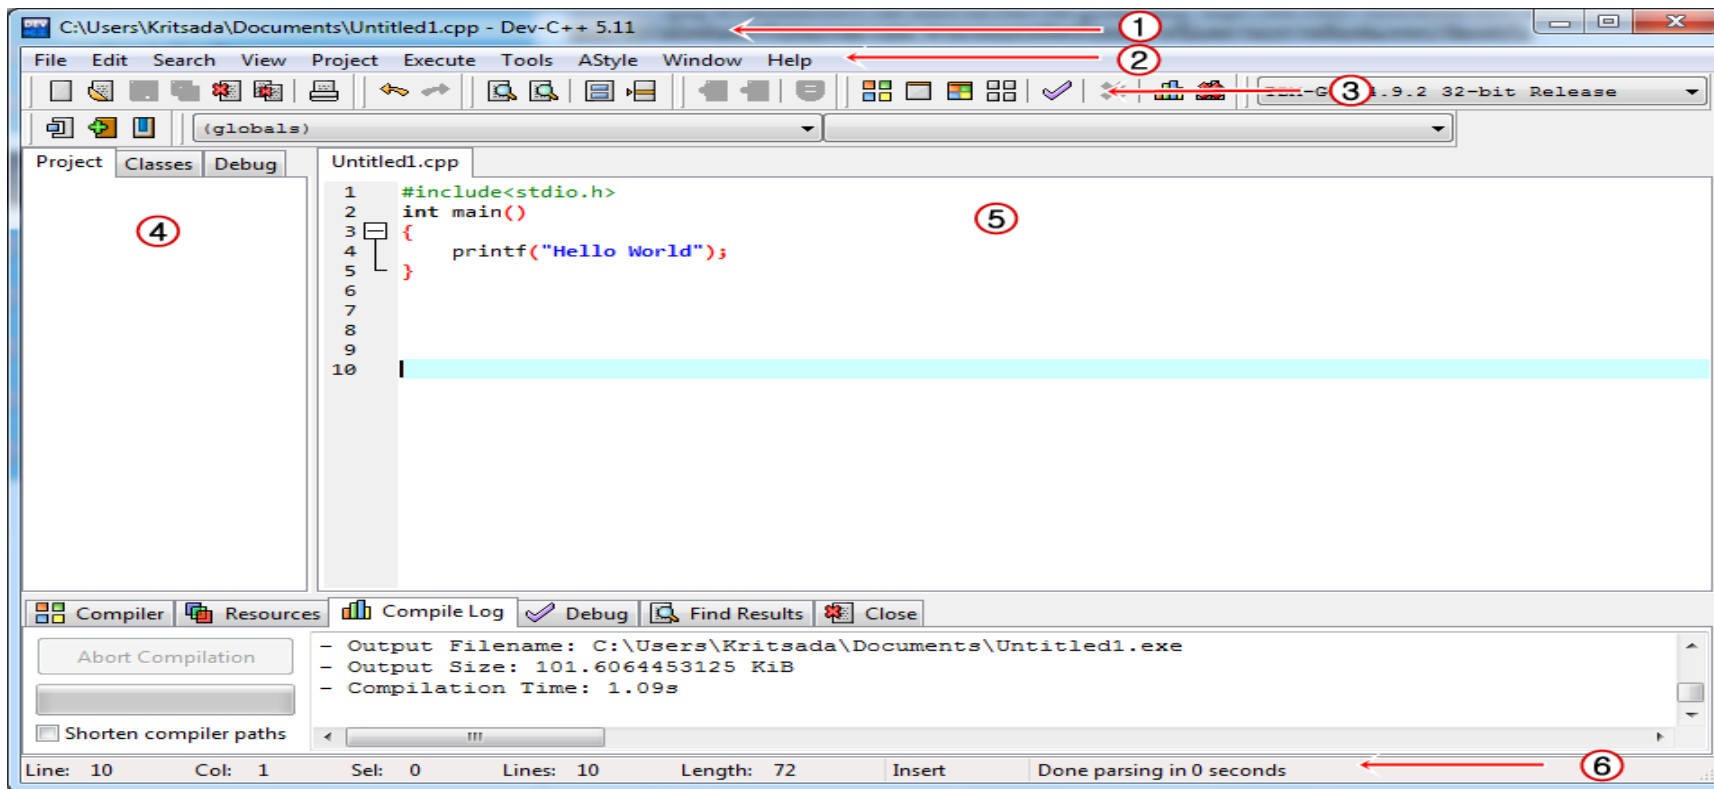 C:\Users\Kritsada\Documents\Untitled1.cpp - Dev-C++ 5.11
①
File Edit Search View Project Execute Tools AStyle Window Help
②
③ 4.9.2 32-bit Release
(globals)
Project Classes Debug
Untitled1.cpp
④
⑤
1 #include<stdio.h>
2 int main()
3 {
4 printf("Hello World");
5 }
6
7
8
9
10
Compiler Resources Compile Log Debug Find Results Close
Abort Compilation
- Output Filename: C:\Users\Kritsada\Documents\Untitled1.exe
- Output Size: 101.6064453125 KiB
- Compilation Time: 1.09s
Shorten compiler paths
Line: 10 Col: 1 Sel: 0 Lines: 10 Length: 72 Insert Done parsing in 0 seconds
⑥